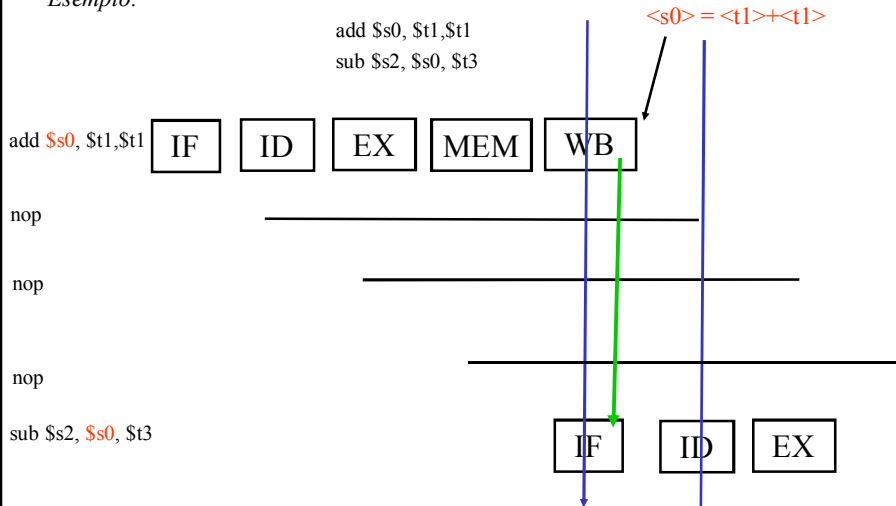 Esempio:
<s0> = <t1>+<t1>
add $s0, $t1,$t1
sub $s2, $s0, $t3
add $s0, $t1,$t1 IF ID EX MEM WB
nop
nop
nop
sub $s2, $s0, $t3 IF ID EX